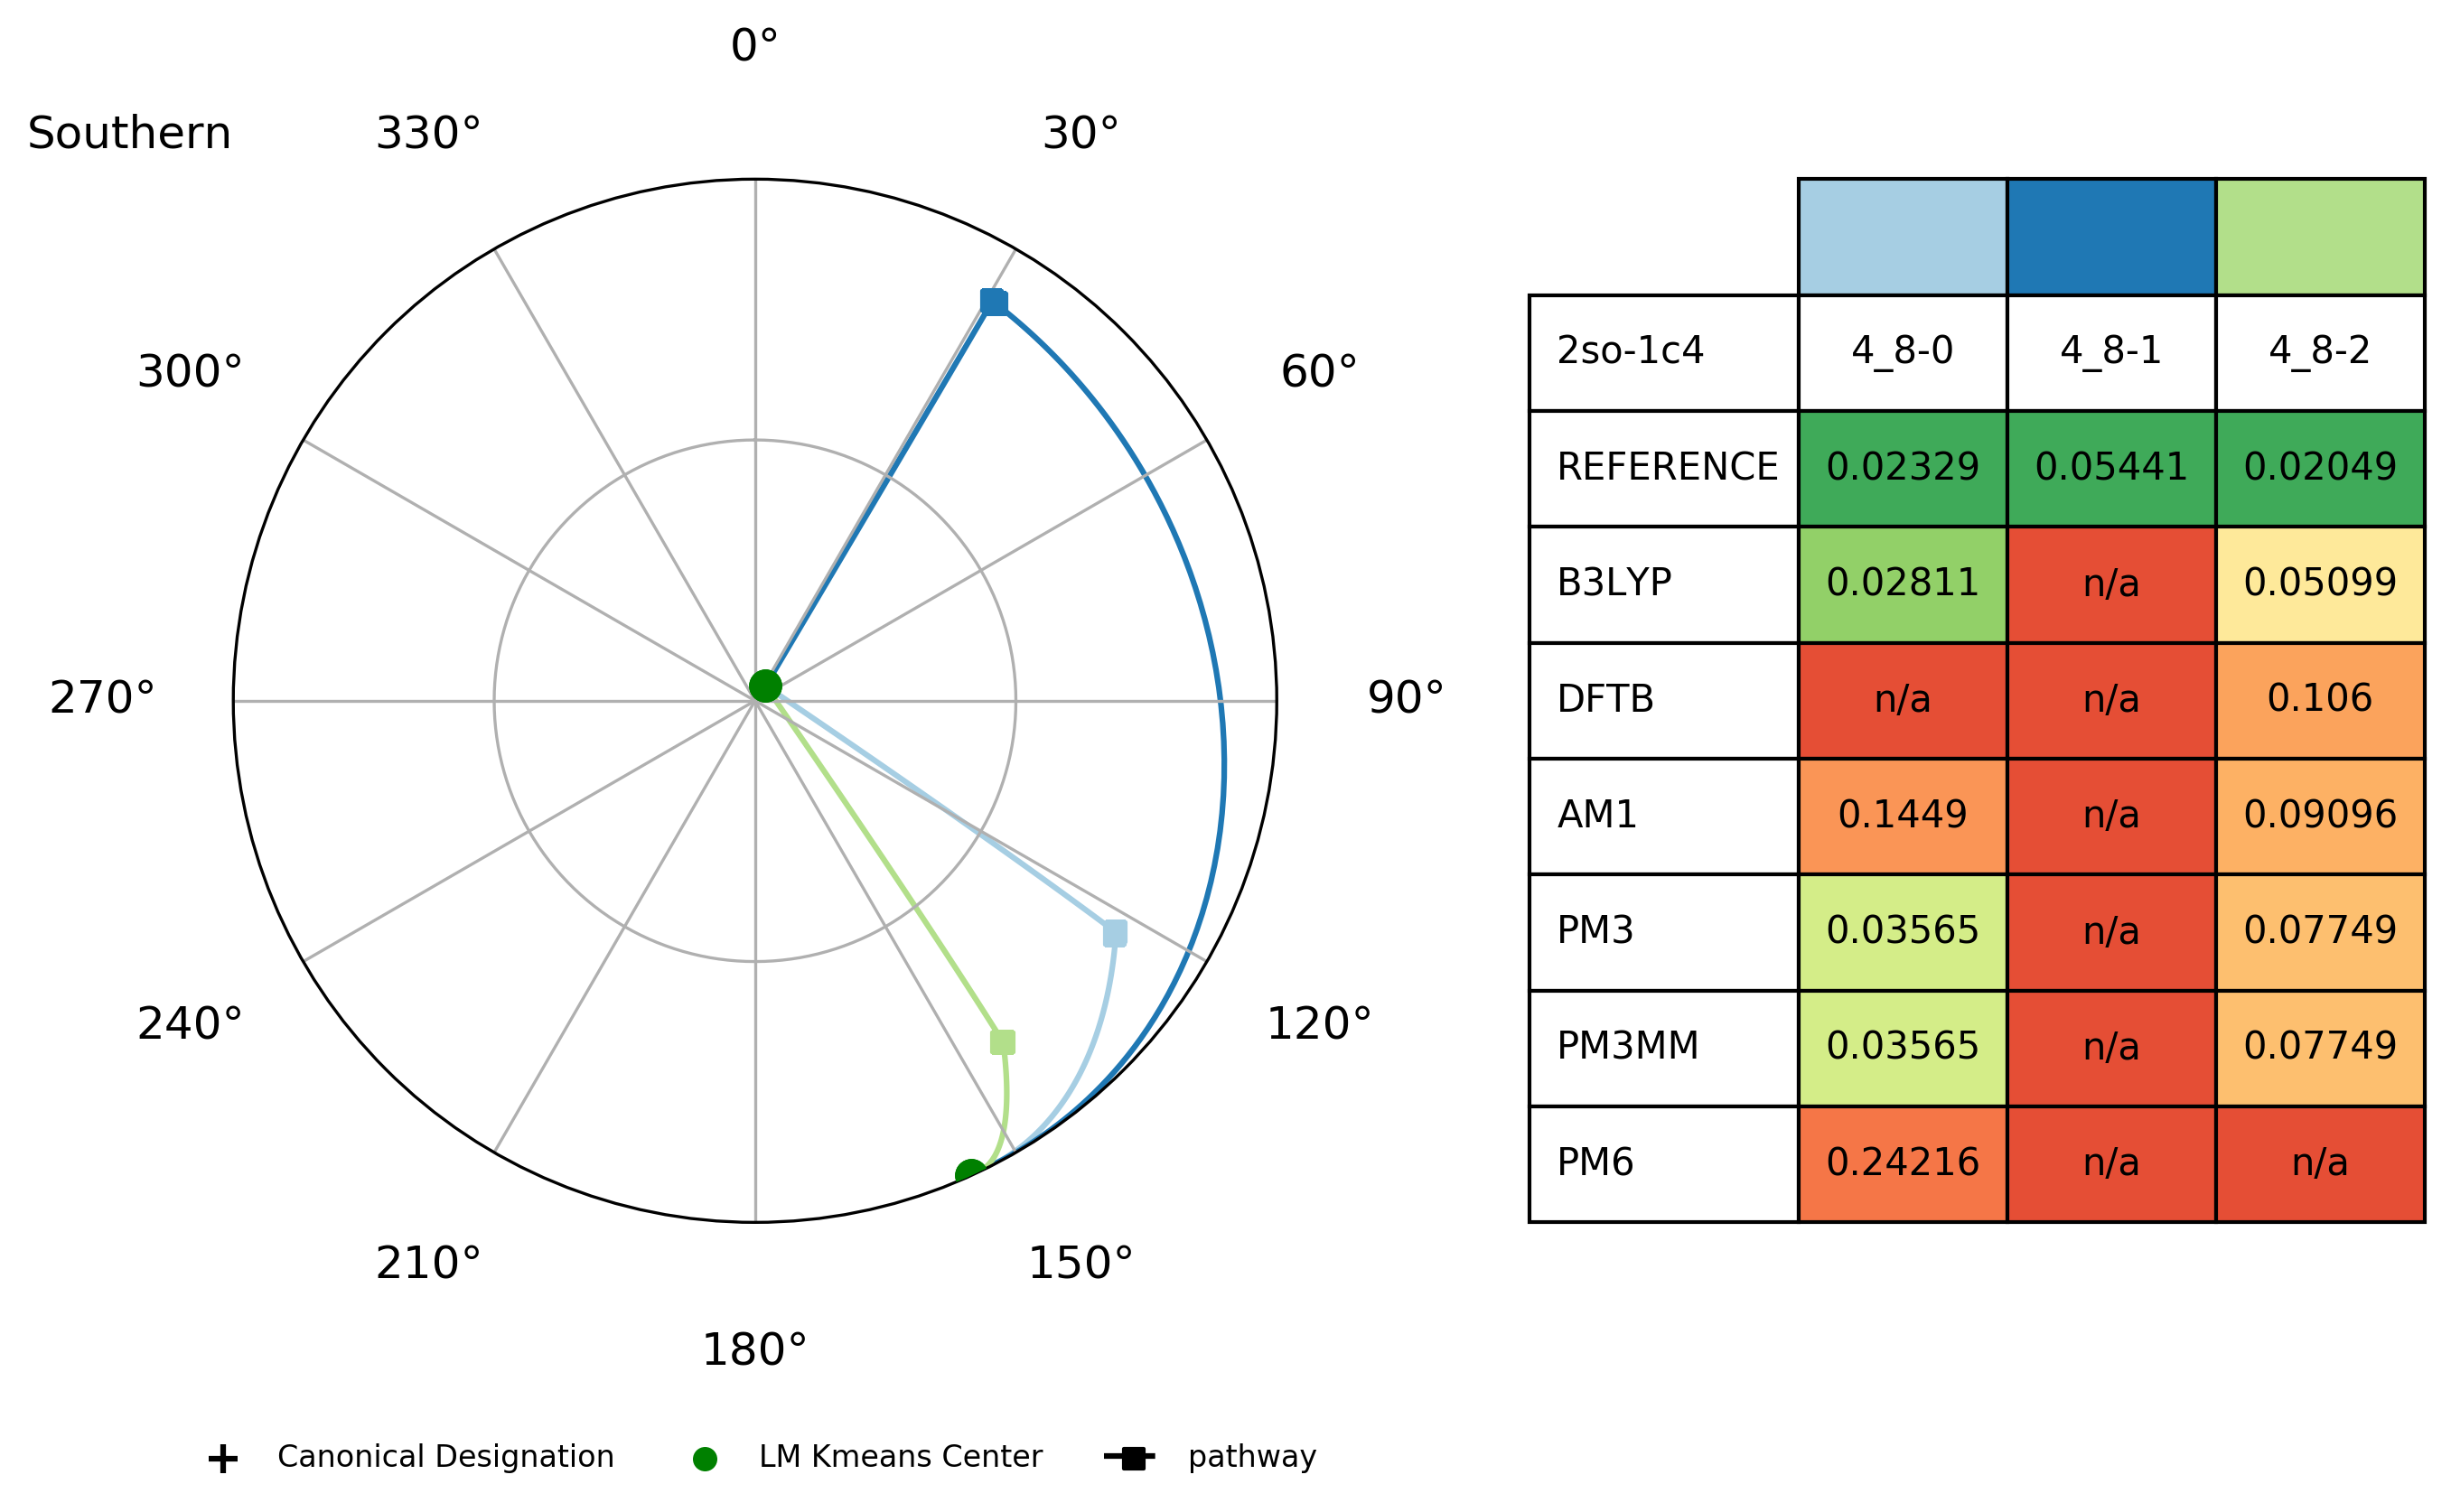 0°
Southern
330°
30°
300°
60°
270°
90°
240°
120°
210°
150°
180°
2so-1c4 4_8-0 4_8-1 4_8-2
REFERENCE 0.02329 0.05441 0.02049
B3LYP 0.02811 n/a 0.05099
DFTB n/a n/a 0.106
AM1 0.1449 n/a 0.09096
PM3 0.03565 n/a 0.07749
PM3MM 0.03565 n/a 0.07749
PM6 0.24216 n/a n/a
Canonical Designation LM Kmeans Center pathway